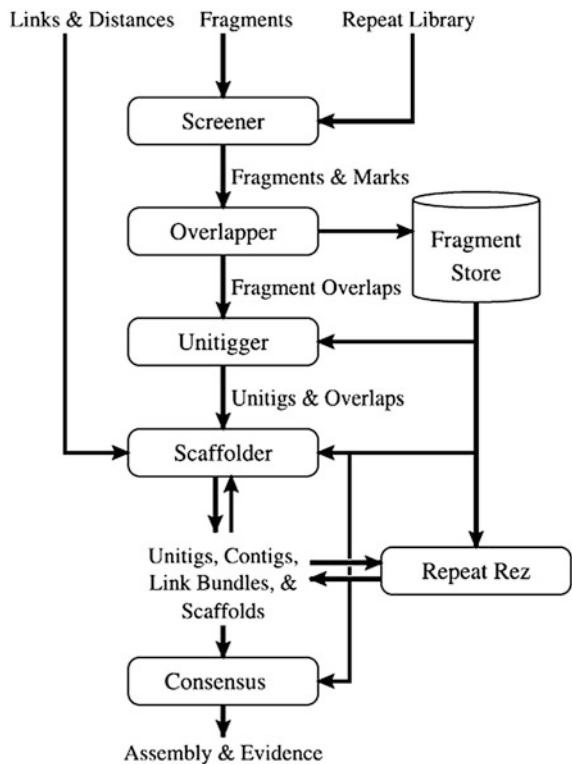 Links & Distances
Fragments
Repeat Library
Screener
Fragments & Marks
Overlapper
Fragment
Store
Fragment Overlaps
Unitigger
Unitigs & Overlaps
Scaffolder
Unitigs, Contigs,
Link Bundles, &
Scaffolds
Repeat Rez
Consensus
Assembly & Evidence